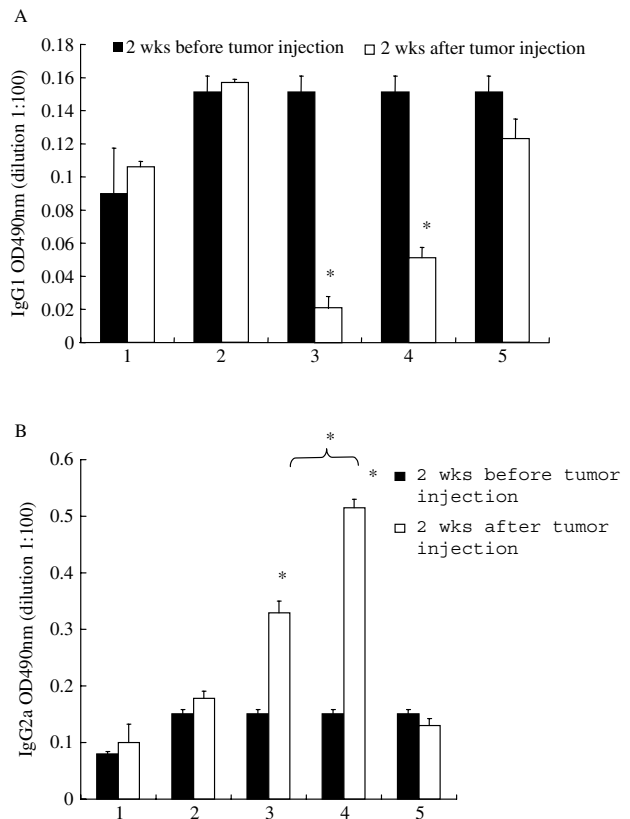 A
2 wks before tumor injection
2 wks after tumor injection
IgG1 OD490nm (dilution 1:100)
0.18
0.16
0.14
0.12
0.1
0.08
0.06
0.04
0.02
0
*
*
1 2 3 4 5
B
*
*
*
2 wks before tumor
injection
2 wks after tumor
injection
IgG2a OD490nm (dilution 1:100)
0.6
0.5
0.4
0.3
0.2
0.1
0
1 2 3 4 5